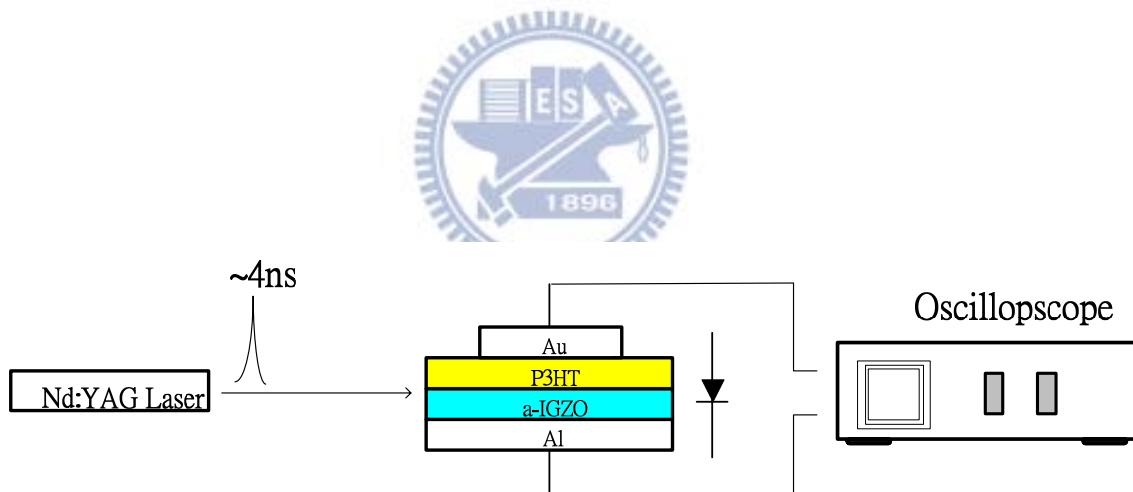 E S A
1896
~4ns
Oscillopscope
Nd:YAG Laser
Au
P3HT
a-IGZO
Al